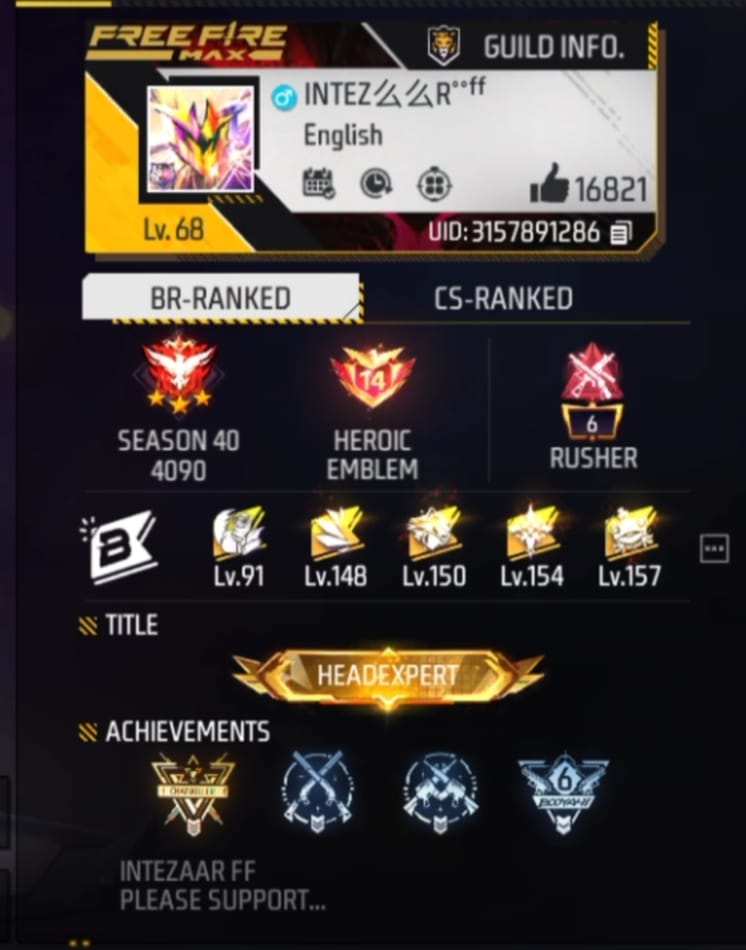 FREE FIRE
MAX
GUILD INFO.
INTEZ么么R°°ff
English
16821
Lv. 68
UID: 3157891286
BR-RANKED
CS-RANKED
14
6
SEASON 40
4090
HEROIC
EMBLEM
RUSHER
B
Lv.91
Lv.148
Lv.150
Lv.154
Lv.157
TITLE
HEADEXPERT
ACHIEVEMENTS
6
BOOYAH!
INTEZAAR FF
PLEASE SUPPORT...